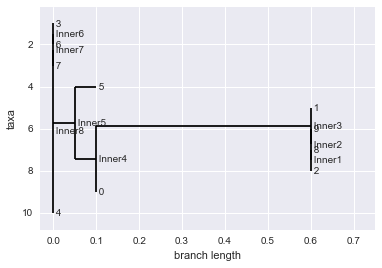 3
Inner6
6
Inner7
7
5
Inner5
Inner8
1
Inner3
9
Inner2
8
Inner1
2
Inner4
0
4
2
4
6
8
10
taxa
0.0 0.1 0.2 0.3 0.4 0.5 0.6 0.7
branch length